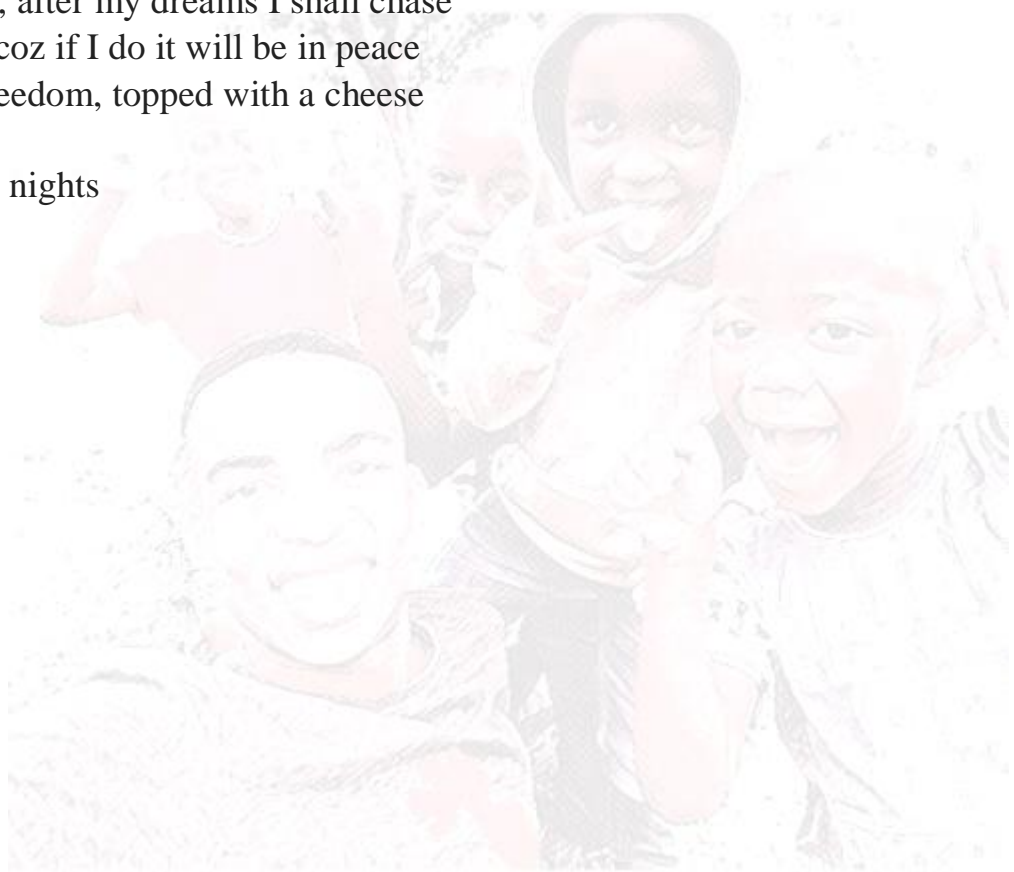 , after my dreams I shall chase
coz if I do it will be in peace
eedom, topped with a cheese
nights